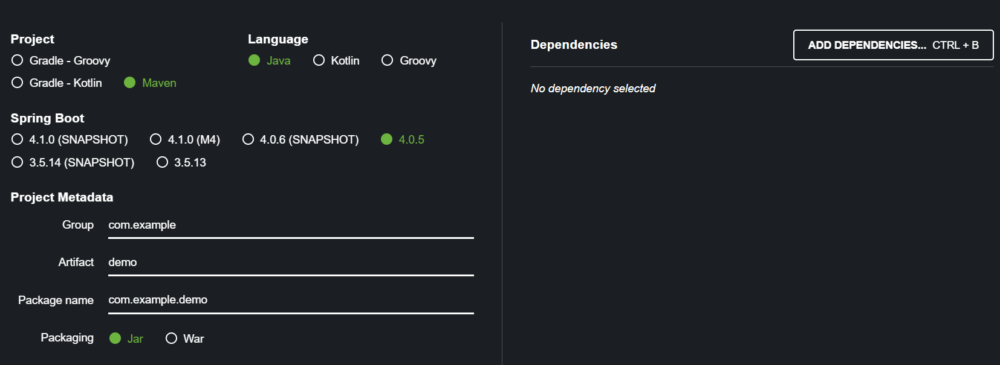 Project
Gradle - Groovy
Gradle - Kotlin Maven
Language
Java Kotlin Groovy
Spring Boot
4.1.0 (SNAPSHOT) 4.1.0 (M4) 4.0.6 (SNAPSHOT) 4.0.5
3.5.14 (SNAPSHOT) 3.5.13
Project Metadata
Group com.example
Artifact demo
Package name com.example.demo
Packaging Jar War
Dependencies
ADD DEPENDENCIES... CTRL + B
No dependency selected